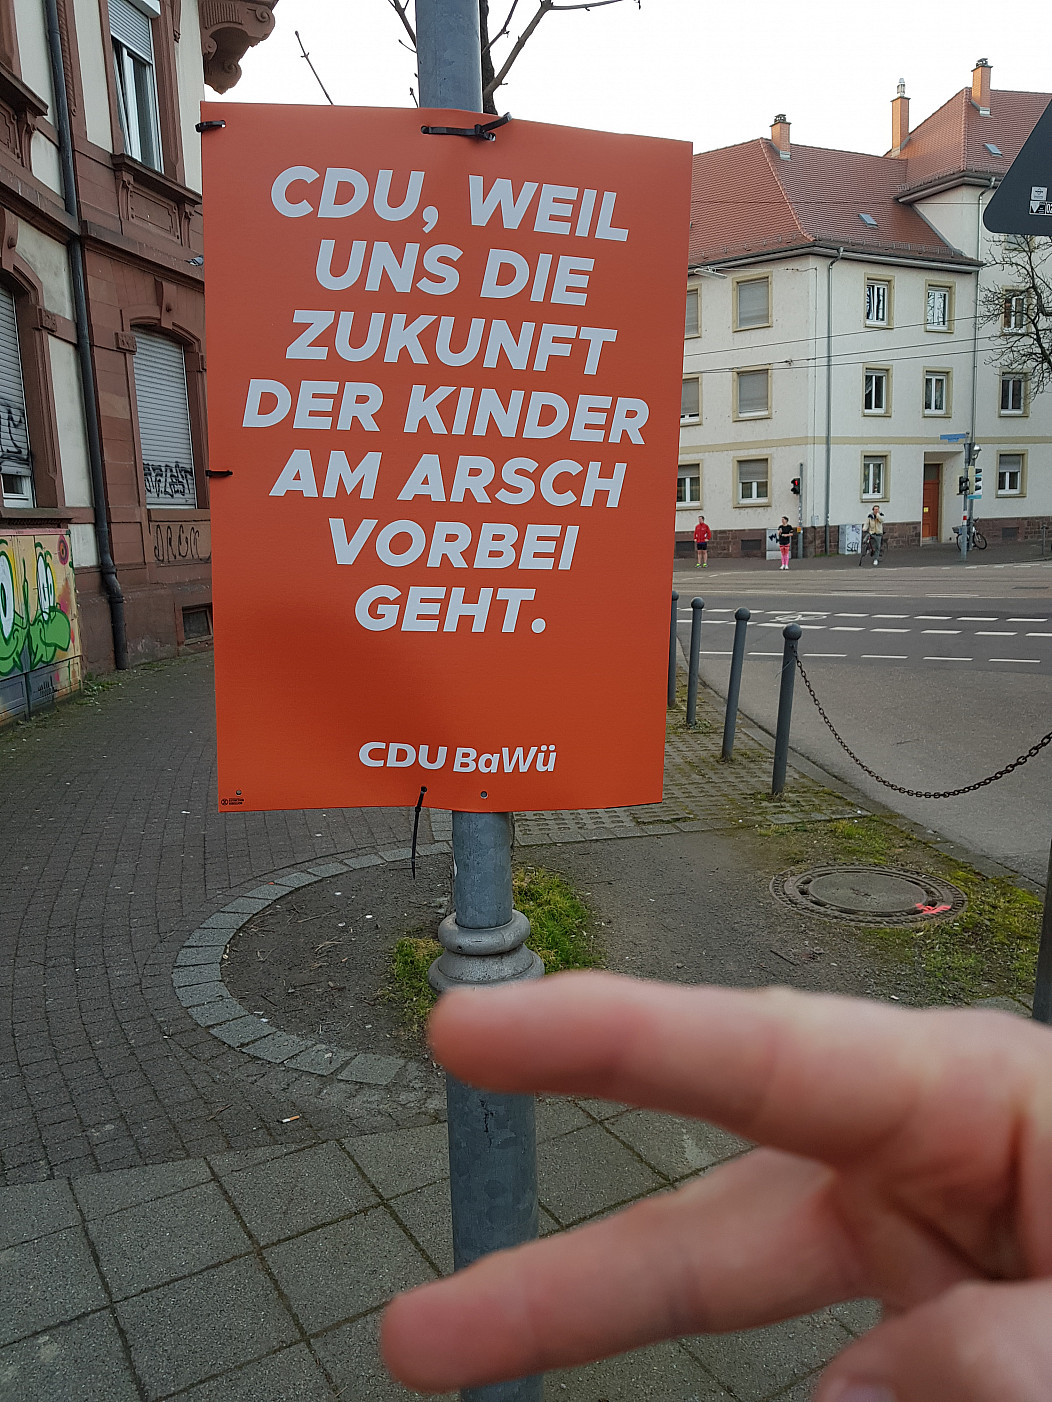 CDU, WEIL
UNS DIE
ZUKUNFT
DER KINDER
AM ARSCH
VORBEI
GEHT.
CDU BaWü